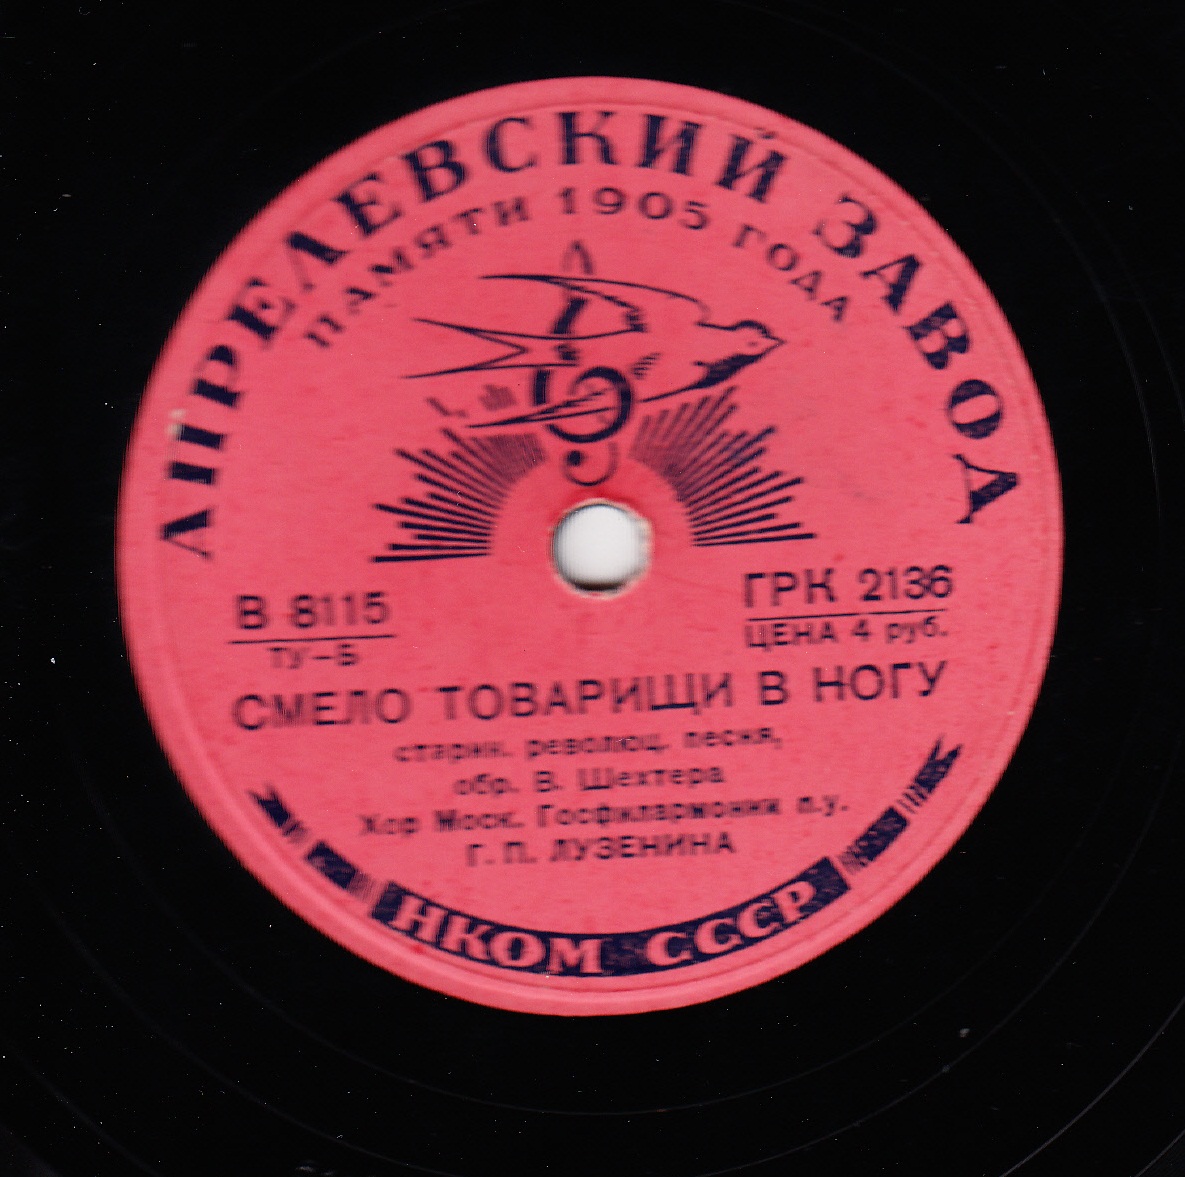 АПРЕЛЕВСКИЙ ЗАВОД
ПАМЯТИ 1905 ГОДА
В 8115
ТУ-Б
ГРК 2136
ЦЕНА 4 руб.
СМЕЛО ТОВАРИЩИ В НОГУ
старин. революц. песня,
обр. В. Шехтера
Хор Моск. Госфилармонии п.у.
Г. П. ЛУЗЕНИНА
НКОМ СССР